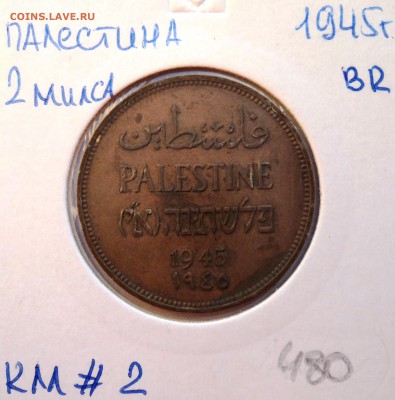 COINS.LAVE.RU
ПАЛЕСТИНА 1945г
2 милса BR
فلسطين
PALESTINE
פלשתינה (א״י)
1945
١٩٤٥
KM # 2
480